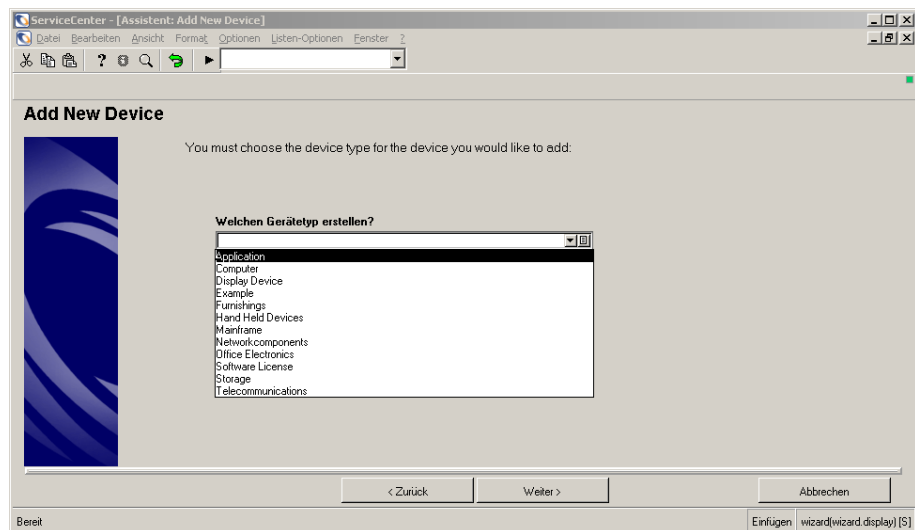 ServiceCenter - [Assistent: Add New Device]
Datei Bearbeiten Ansicht Format Optionen Listen-Optionen Fenster ?
Add New Device
You must choose the device type for the device you would like to add:
Welchen Gerätetyp erstellen?
Application
Computer
Display Device
Example
Furnishings
Hand Held Devices
Mainframe
Networkcomponents
Office Electronics
Software License
Storage
Telecommunications
< Zurück Weiter > Abbrechen
Bereit Einfügen wizard(wizard.display) [S]